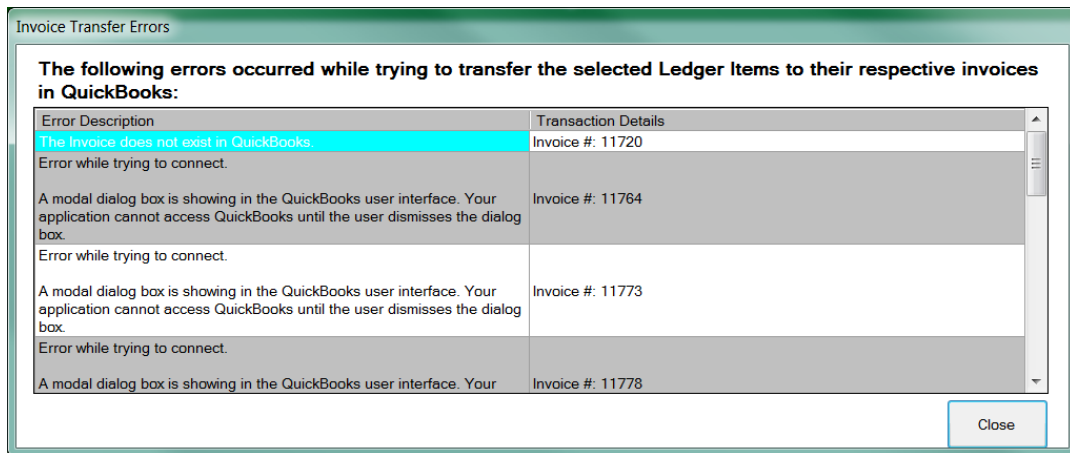 Invoice Transfer Errors
The following errors occurred while trying to transfer the selected Ledger Items to their respective invoices
in QuickBooks:
Error Description
Transaction Details
The Invoice does not exist in QuickBooks.
Invoice #: 11720
Error while trying to connect.
A modal dialog box is showing in the QuickBooks user interface. Your
application cannot access QuickBooks until the user dismisses the dialog
box.
Invoice #: 11764
Error while trying to connect.
A modal dialog box is showing in the QuickBooks user interface. Your
application cannot access QuickBooks until the user dismisses the dialog
box.
Invoice #: 11773
Error while trying to connect.
A modal dialog box is showing in the QuickBooks user interface. Your
Invoice #: 11778
Close